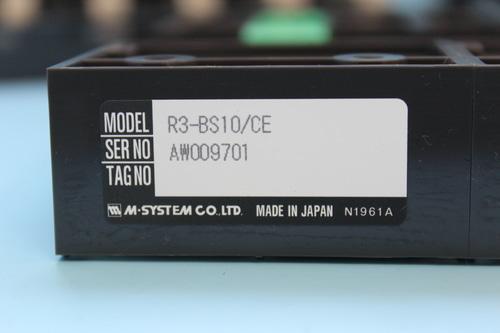 MODEL R3-BS10/CE
SER NO AW009701
TAG NO
M-SYSTEM CO.,LTD. MADE IN JAPAN N1961A